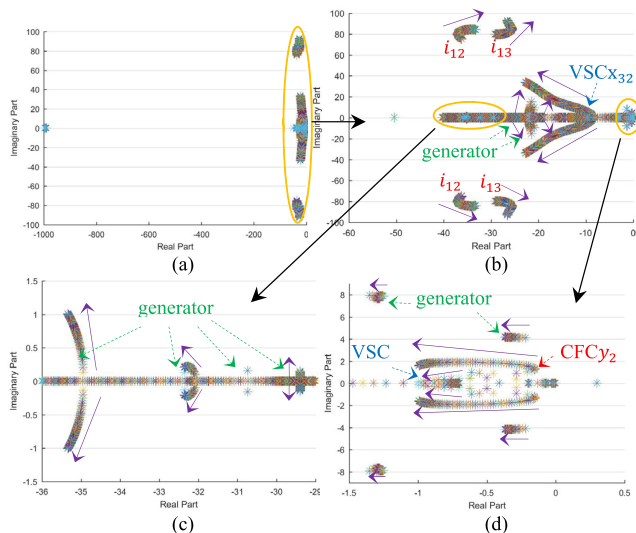 100
80
60
40
20
0
-20
-40
-60
-80
-100
-1000
-800
-600
-400
-200
0
Imaginary Part
Real Part
(a)
100
80
60
40
20
0
-20
-40
-60
-80
-100
-60
-50
-40
-30
-20
-10
0
Imaginary Part
Real Part
i12
i13
VSCx32
generator
i12
i13
(b)
1.5
1
0.5
0
-0.5
-1
-1.5
-36
-35
-34
-33
-32
-31
-30
-29
Imaginary Part
Real Part
generator
(c)
8
6
4
2
0
-2
-4
-6
-8
-1.5
-1
-0.5
0
0.5
Imaginary Part
Real Part
generator
VSC
CFCy2
(d)